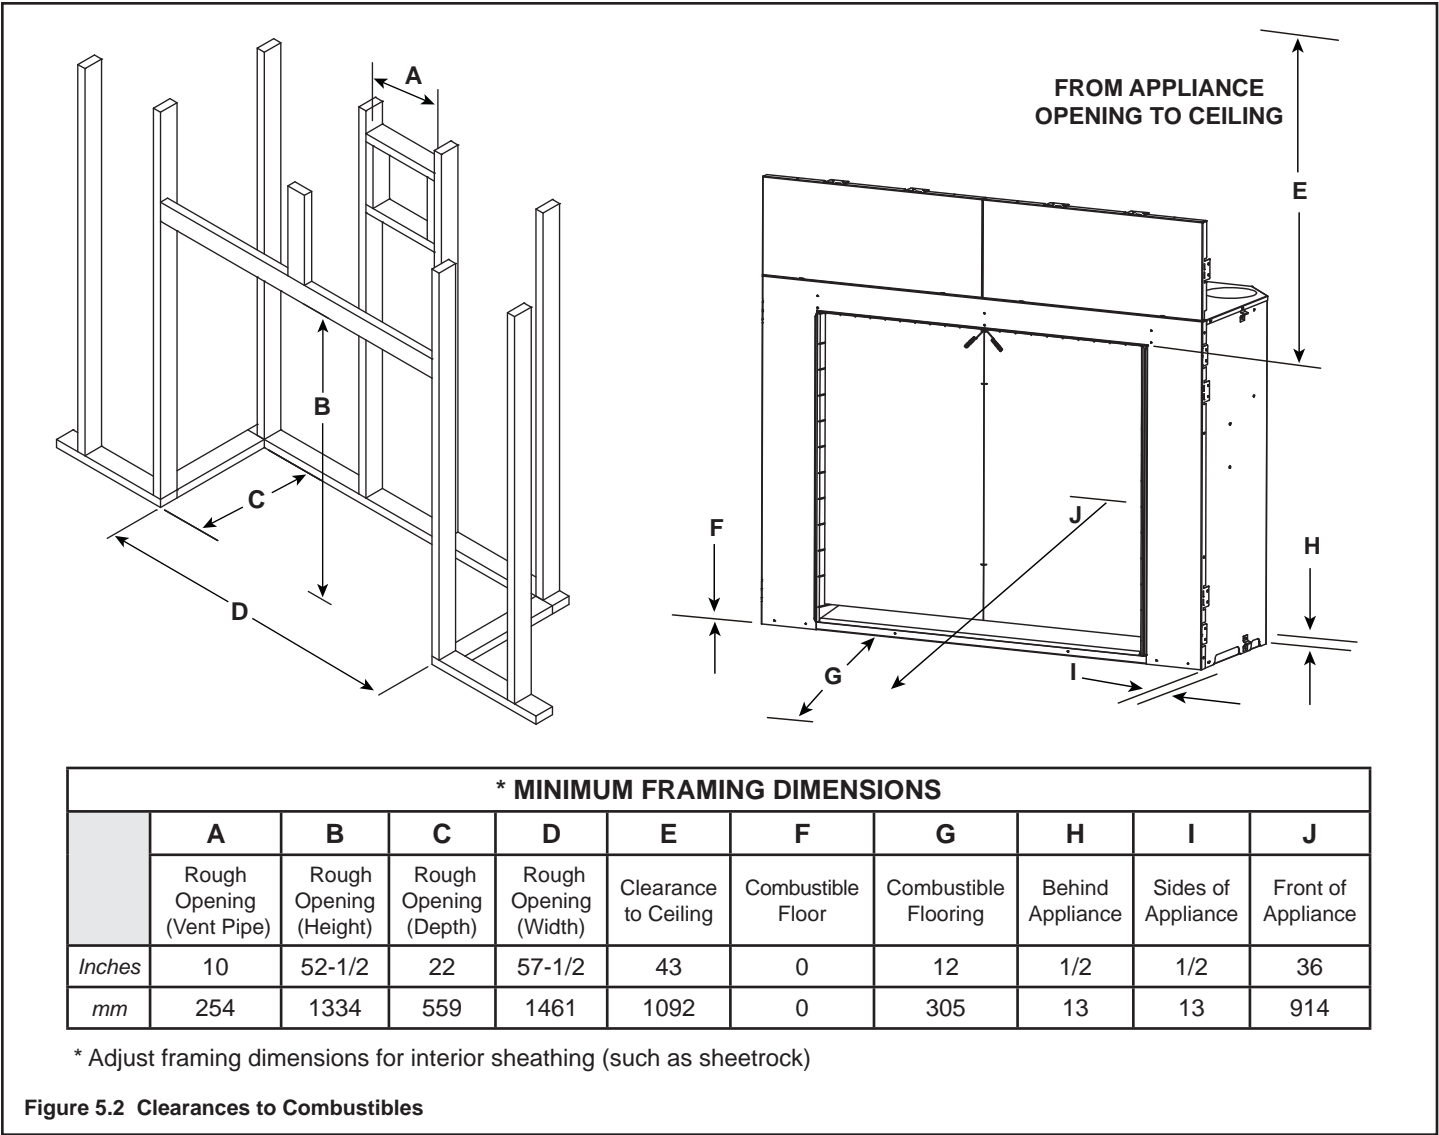 A
B
C
D
FROM APPLIANCE
OPENING TO CEILING
E
F
G
J
H
I
* MINIMUM FRAMING DIMENSIONS
A B C D E F G H I J
Rough Opening (Vent Pipe) Rough Opening (Height) Rough Opening (Depth) Rough Opening (Width) Clearance to Ceiling Combustible Floor Combustible Flooring Behind Appliance Sides of Appliance Front of Appliance
Inches 10 52-1/2 22 57-1/2 43 0 12 1/2 1/2 36
mm 254 1334 559 1461 1092 0 305 13 13 914
* Adjust framing dimensions for interior sheathing (such as sheetrock)
Figure 5.2 Clearances to Combustibles